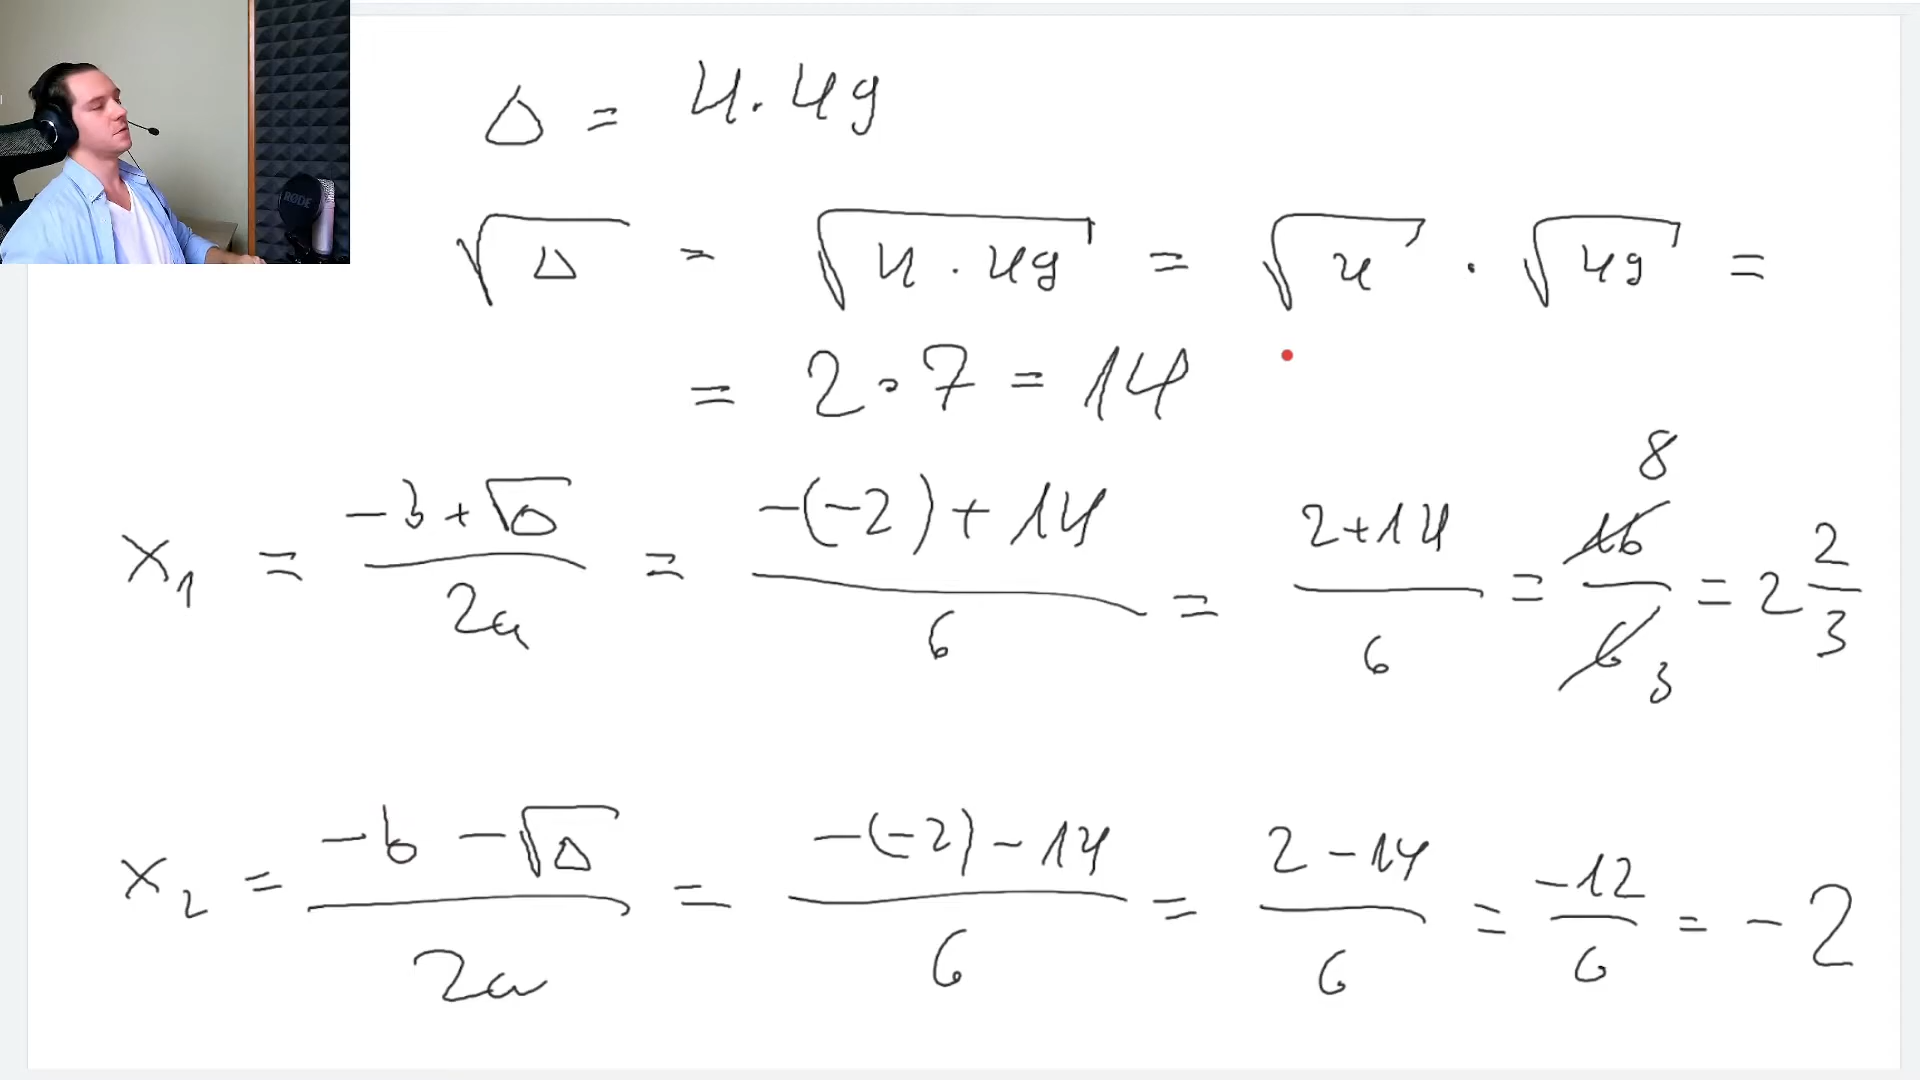 RØDE
Δ = 4 · 49
√Δ = √4 · 49 = √4 · √49 =
= 2 · 7 = 14
x₁ = (-b + √Δ)/2a = (-(-2) + 14)/6 = (2+14)/6 = 16/6 8/3 = 2 2/3
x₂ = (-b - √Δ)/2a = (-(-2) - 14)/6 = (2 - 14)/6 = -12/6 = -2